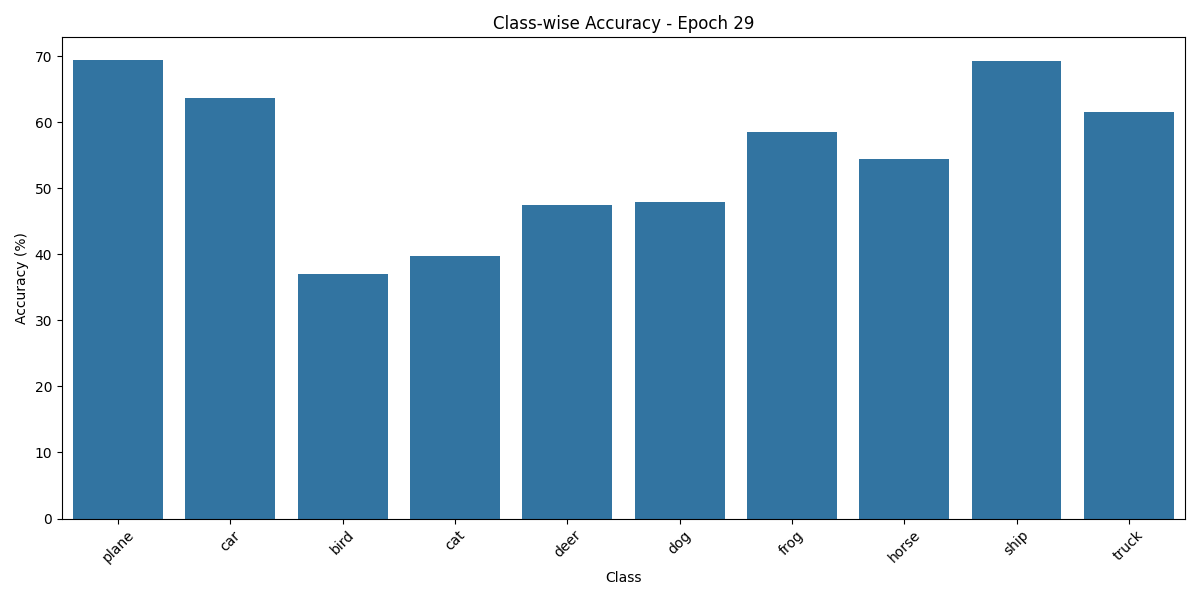 Class-wise Accuracy - Epoch 29
Accuracy (%)
70
60
50
40
30
20
10
0
plane
car
bird
cat
deer
dog
frog
horse
ship
truck
Class